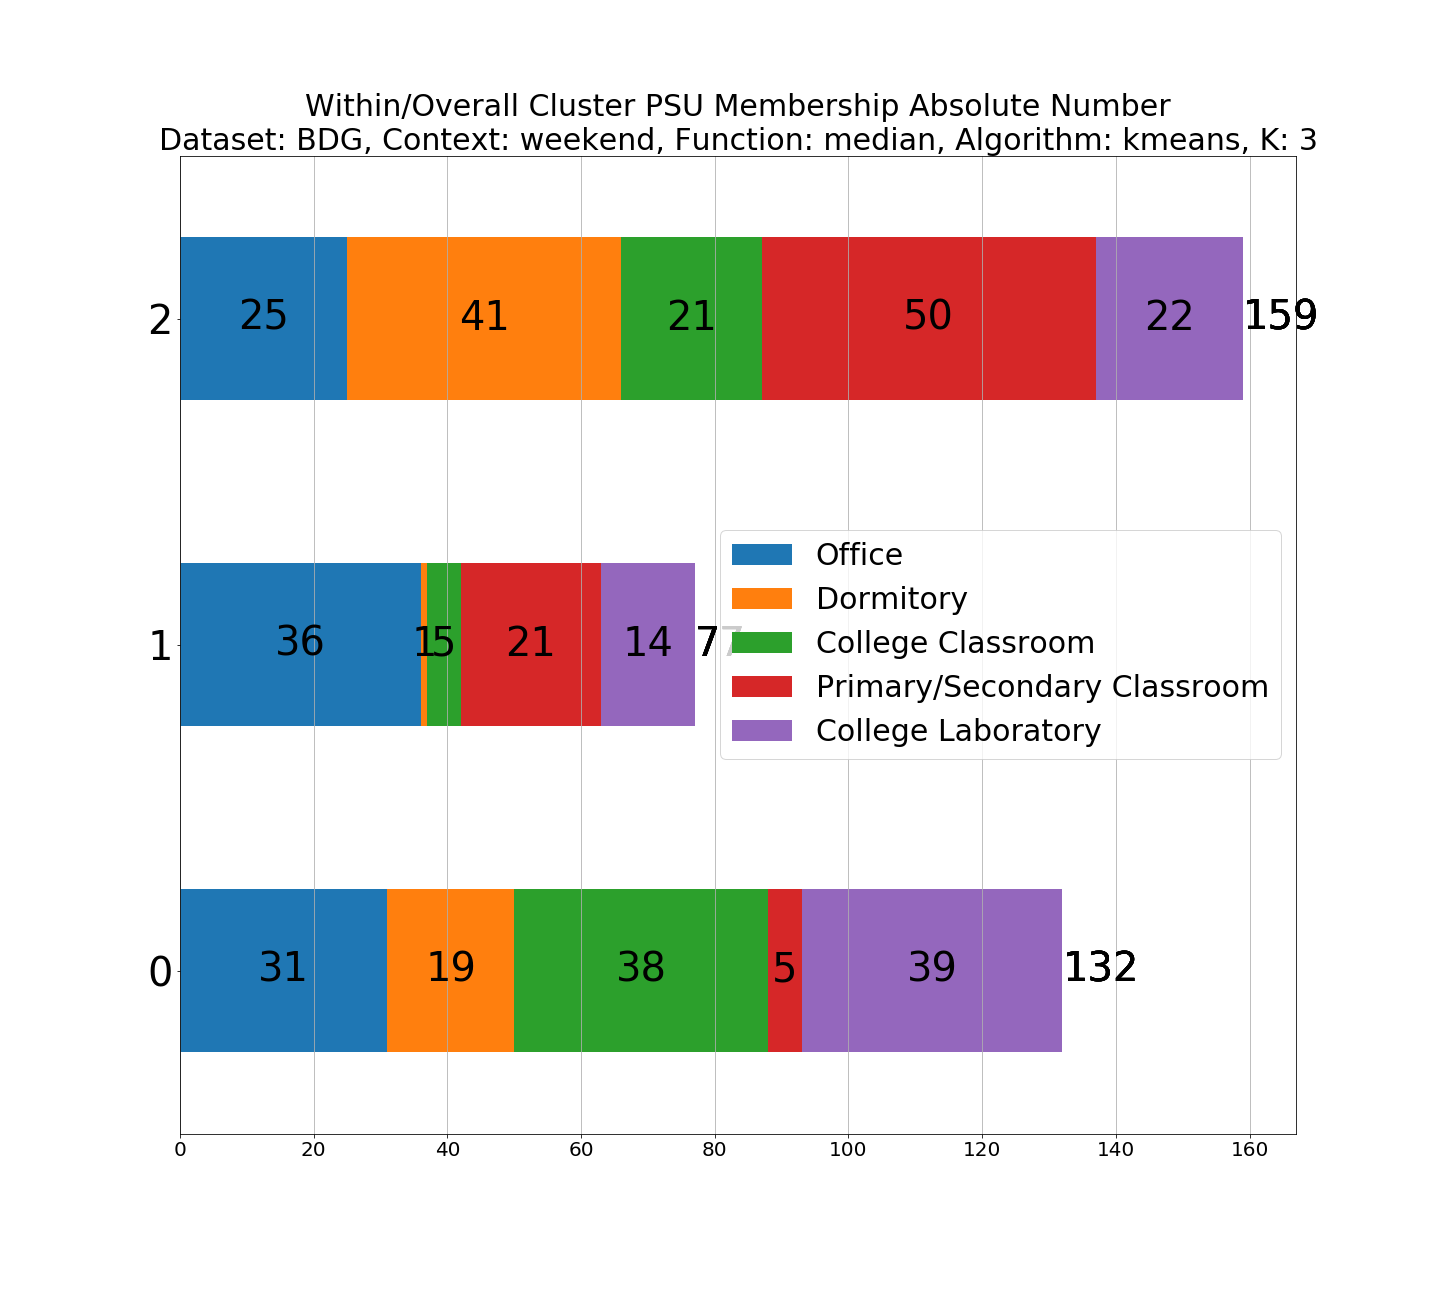 Within/Overall Cluster PSU Membership Absolute Number
Dataset: BDG, Context: weekend, Function: median, Algorithm: kmeans, K: 3
2 25 41 21 50 22 159
Office
Dormitory
1 36 1 5 21 14 77 College Classroom
Primary/Secondary Classroom
College Laboratory
0 31 19 38 5 39 132
0 20 40 60 80 100 120 140 160